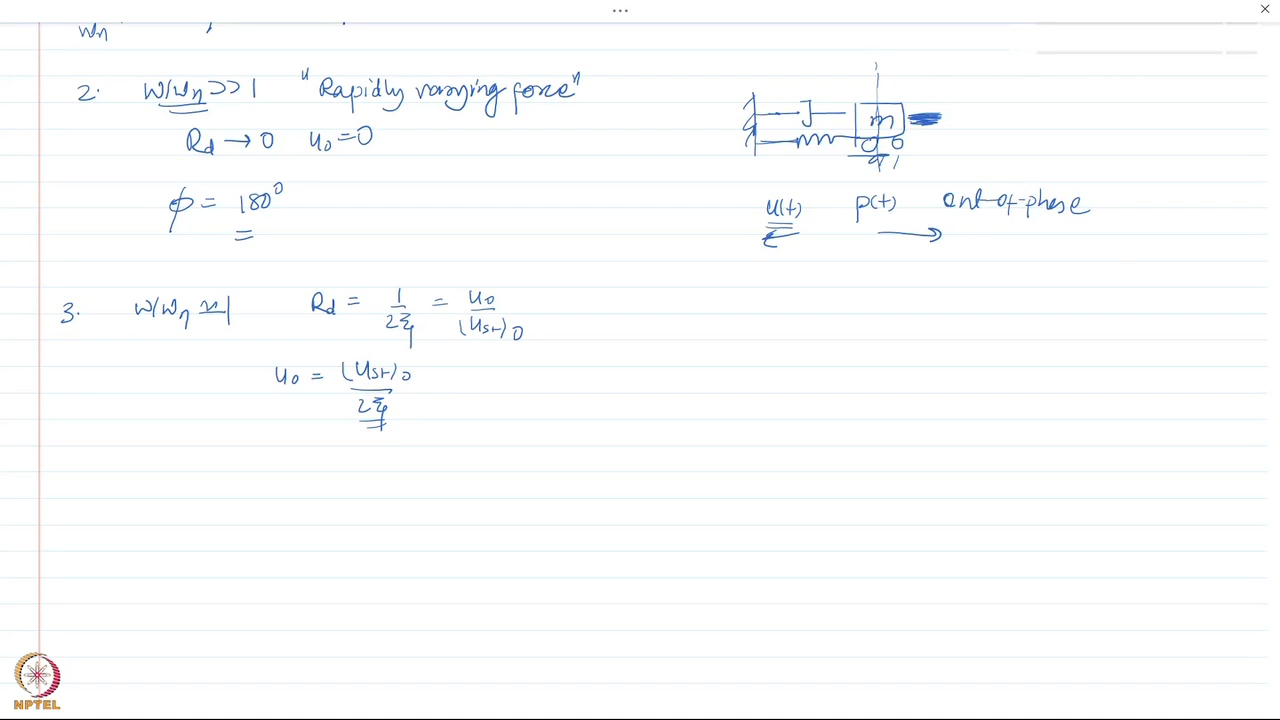 ωn
2. ω/ωn >> 1 "Rapidly varying force"
m
Rd → 0 u0 = 0
φ = 180°
u(t) p(t) out-of-phase
3. ω/ωn ≈ 1 Rd = 1/2ξ = u0/(ust)0
u0 = (ust)0/2ξ
NPTEL